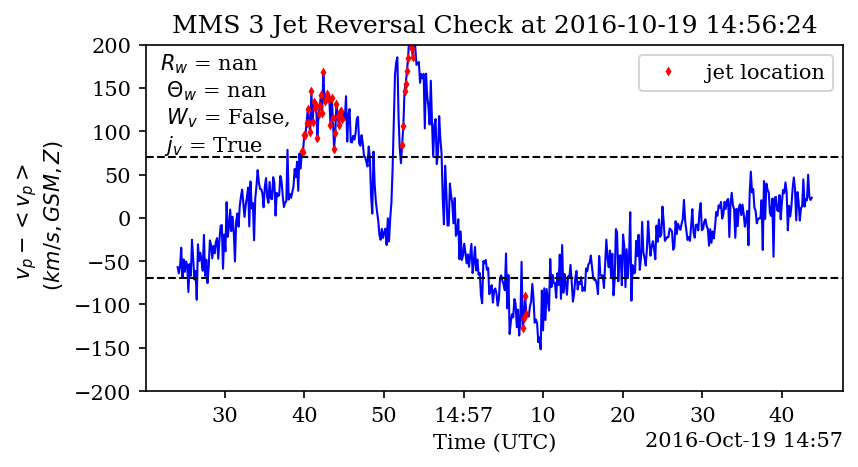 MMS 3 Jet Reversal Check at 2016-10-19 14:56:24
R_w = nan
Θ_w = nan
W_v = False,
j_v = True
jet location
v_p − < v_p >
(km/s, GSM, Z)
200
150
100
50
0
−50
−100
−150
−200
30 40 50 14:57 10 20 30 40
Time (UTC)
2016-Oct-19 14:57